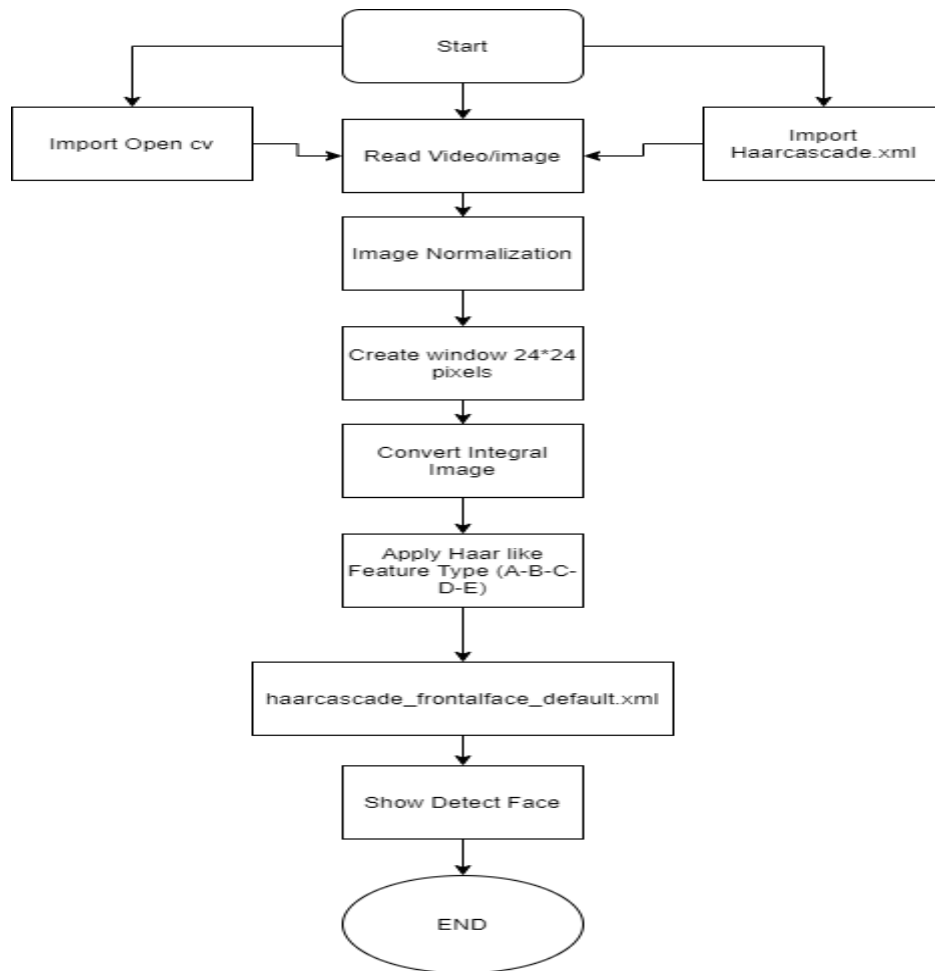 Start
Import Open cv
Read Video/image
Import
Haarcascade.xml
Image Normalization
Create window 24*24
pixels
Convert Integral
Image
Apply Haar like
Feature Type (A-B-C-
D-E)
haarcascade_frontalface_default.xml
Show Detect Face
END